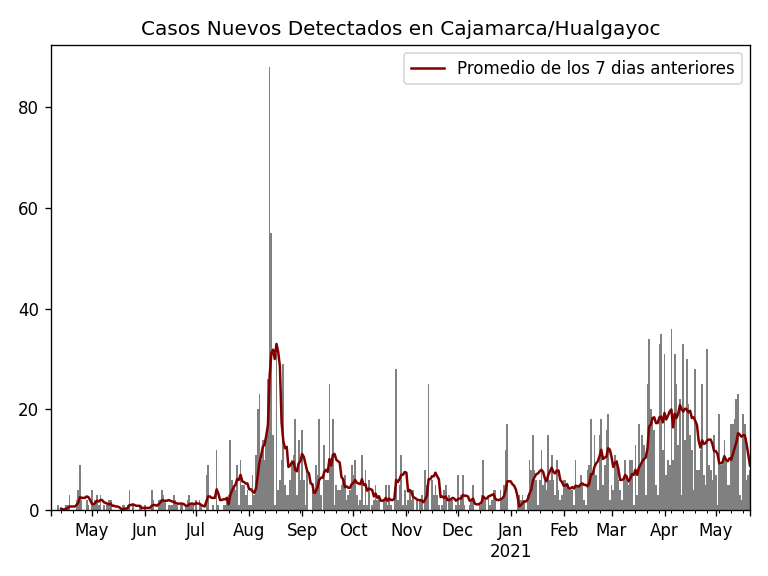 Casos Nuevos Detectados en Cajamarca/Hualgayoc
Promedio de los 7 dias anteriores
80
60
40
20
0
May Jun Jul Aug Sep Oct Nov Dec Jan Feb Mar Apr May
2021